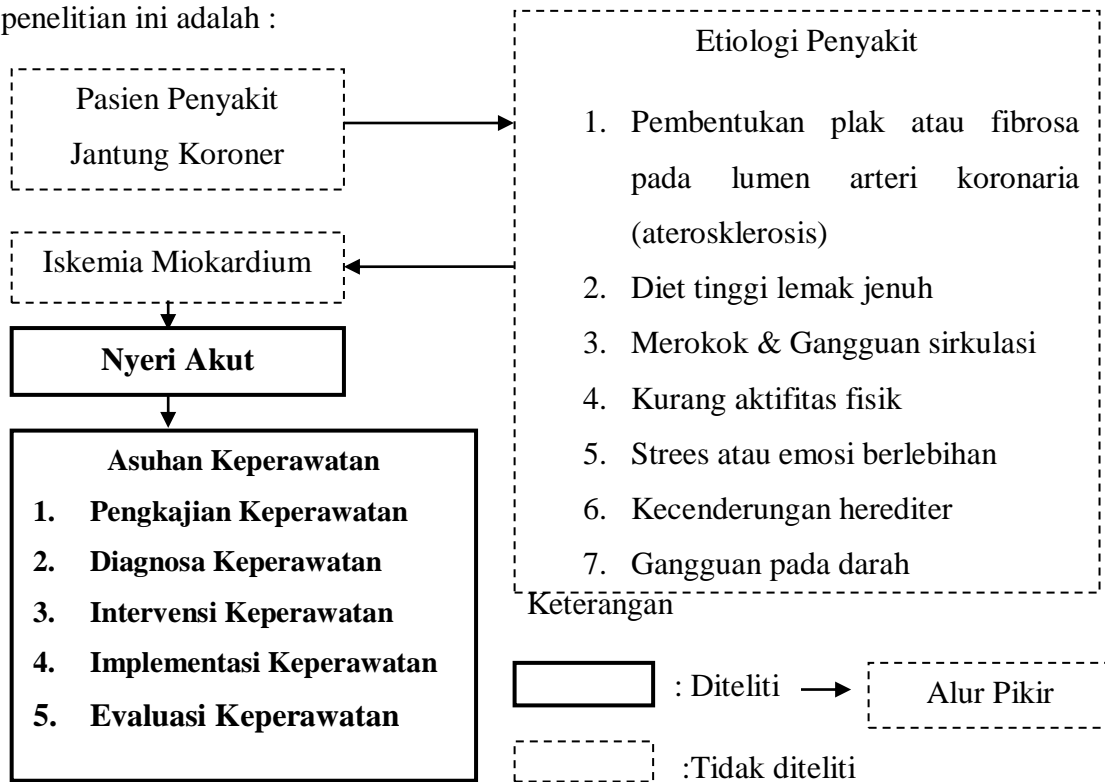 penelitian ini adalah :
Pasien Penyakit
Jantung Koroner
Etiologi Penyakit
1. Pembentukan plak atau fibrosa
pada lumen arteri koronaria
(aterosklerosis)
2. Diet tinggi lemak jenuh
3. Merokok & Gangguan sirkulasi
4. Kurang aktifitas fisik
5. Strees atau emosi berlebihan
6. Kecenderungan herediter
7. Gangguan pada darah
Iskemia Miokardium
Nyeri Akut
Asuhan Keperawatan
1. Pengkajian Keperawatan
2. Diagnosa Keperawatan
3. Intervensi Keperawatan
4. Implementasi Keperawatan
5. Evaluasi Keperawatan
Keterangan
: Diteliti
Alur Pikir
:Tidak diteliti